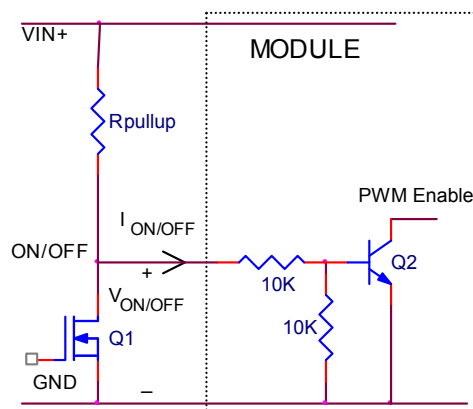 VIN+
MODULE
Rpullup
PWM Enable
I ON/OFF
ON/OFF
+
10K
Q2
V ON/OFF
10K
Q1
GND
–